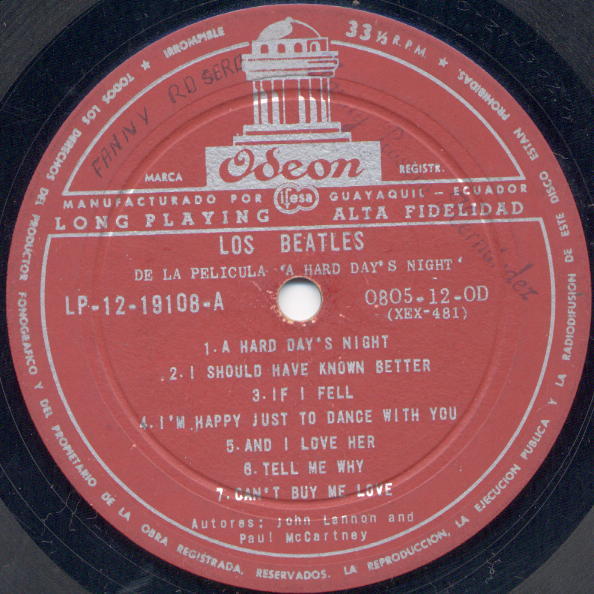 IRROMPIBLE ★ TODOS LOS DERECHOS DEL PRODUCTOR FONOGRAFICO Y DEL PROPIETARIO DE LA OBRA REGISTRADA, RESERVADOS. LA REPRODUCCION, LA EJECUCION PUBLICA Y LA RADIODIFUSION DE ESTE DISCO ESTAN PROHIBIDAS. ★
33⅓ R.P.M.
FANNY ROSERO
MARCA Odeon REGISTR.
MANUFACTURADO POR ifesa GUAYAQUIL - ECUADOR
LONG PLAYING ALTA FIDELIDAD
LOS BEATLES
DE LA PELICULA 'A HARD DAY'S NIGHT'
LP-12-19108-A 0805-12-OD
(XEX-481)
1. A HARD DAY'S NIGHT
2. I SHOULD HAVE KNOWN BETTER
3. IF I FELL
4. I'M HAPPY JUST TO DANCE WITH YOU
5. AND I LOVE HER
6. TELL ME WHY
7. CAN'T BUY ME LOVE
Autores: John Lennon and
Paul McCartney